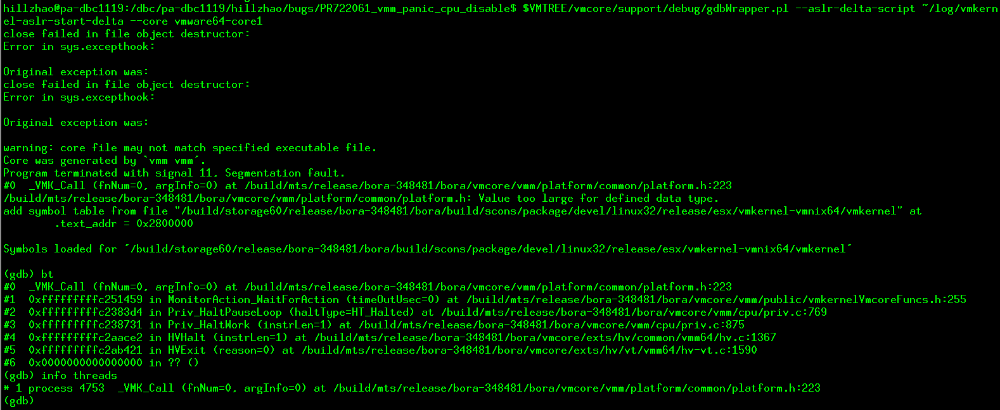 hillzhao@pa-dbc1119:/dbc/pa-dbc1119/hillzhao/bugs/PR722061_vmm_panic_cpu_disable$ $VMTREE/vmcore/support/debug/gdbWrapper.pl --aslr-delta-script ~/log/vmkern
el-aslr-start-delta --core vmware64-core1
close failed in file object destructor:
Error in sys.excepthook:
Original exception was:
close failed in file object destructor:
Error in sys.excepthook:
Original exception was:
warning: core file may not match specified executable file.
Core was generated by `vmm vmm´.
Program terminated with signal 11, Segmentation fault.
#0  _VMK_Call (fnNum=0, argInfo=0) at /build/mts/release/bora-348481/bora/vmcore/vmm/platform/common/platform.h:223
/build/mts/release/bora-348481/bora/vmcore/vmm/platform/common/platform.h: Value too large for defined data type.
add symbol table from file "/build/storage60/release/bora-348481/bora/build/scons/package/devel/linux32/release/esx/vmkernel-vmnix64/vmkernel" at
        .text_addr = 0x2800000
Symbols loaded for ´/build/storage60/release/bora-348481/bora/build/scons/package/devel/linux32/release/esx/vmkernel-vmnix64/vmkernel´
(gdb) bt
#0  _VMK_Call (fnNum=0, argInfo=0) at /build/mts/release/bora-348481/bora/vmcore/vmm/platform/common/platform.h:223
#1  0xfffffffffc251459 in MonitorAction_WaitForAction (timeOutUsec=0) at /build/mts/release/bora-348481/bora/vmcore/vmm/public/vmkernelVmcoreFuncs.h:255
#2  0xfffffffffc2383d4 in Priv_HaltPauseLoop (haltType=HT_Halted) at /build/mts/release/bora-348481/bora/vmcore/vmm/cpu/priv.c:769
#3  0xfffffffffc238731 in Priv_HaltWork (instrLen=1) at /build/mts/release/bora-348481/bora/vmcore/vmm/cpu/priv.c:875
#4  0xfffffffffc2aace2 in HVHalt (instrLen=1) at /build/mts/release/bora-348481/bora/vmcore/exts/hv/common/vmm64/hv.c:1367
#5  0xfffffffffc2ab421 in HVExit (reason=0) at /build/mts/release/bora-348481/bora/vmcore/exts/hv/vt/vmm64/hv-vt.c:1590
#6  0x0000000000000000 in ?? ()
(gdb) info threads
* 1 process 4753  _VMK_Call (fnNum=0, argInfo=0) at /build/mts/release/bora-348481/bora/vmcore/vmm/platform/common/platform.h:223
(gdb)